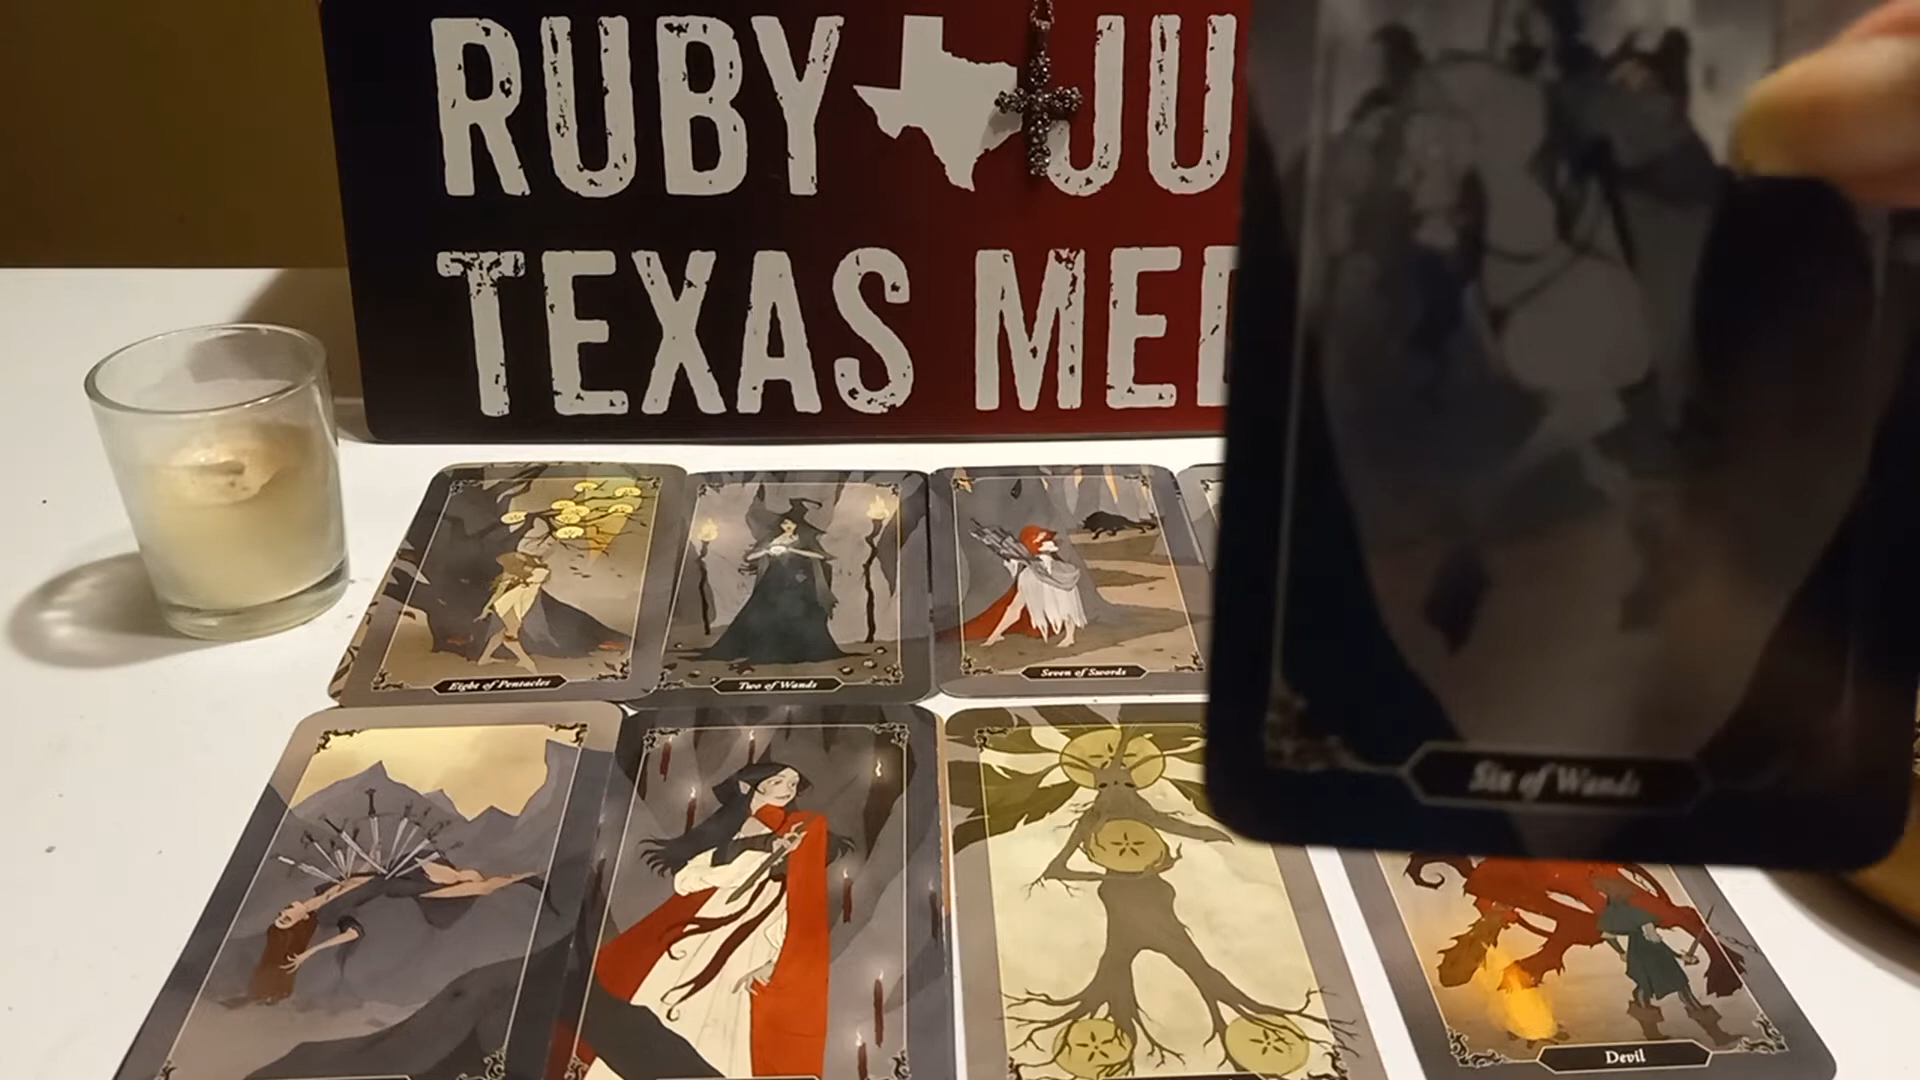 RUBY JU
TEXAS ME
Eight of Pentacles
Two of Wands
Seven of Swords
Six of Wands
Devil